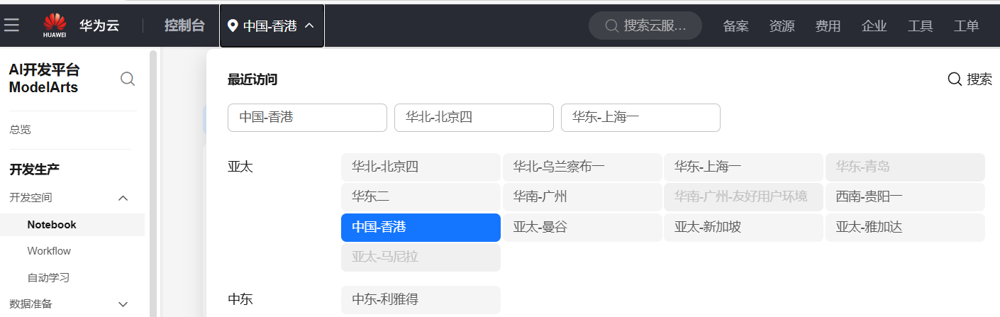 HUAWEI 华为云 控制台 中国-香港 搜索云服... 备案 资源 费用 企业 工具 工单
AI开发平台
ModelArts
总览
开发生产
开发空间
Notebook
Workflow
自动学习
数据准备
最近访问 搜索
中国-香港 华北-北京四 华东-上海一
亚太 华北-北京四 华北-乌兰察布一 华东-上海一 华东-青岛
华东二 华南-广州 华南-广州-友好用户环境 西南-贵阳一
中国-香港 亚太-曼谷 亚太-新加坡 亚太-雅加达
亚太-马尼拉
中东 中东-利雅得